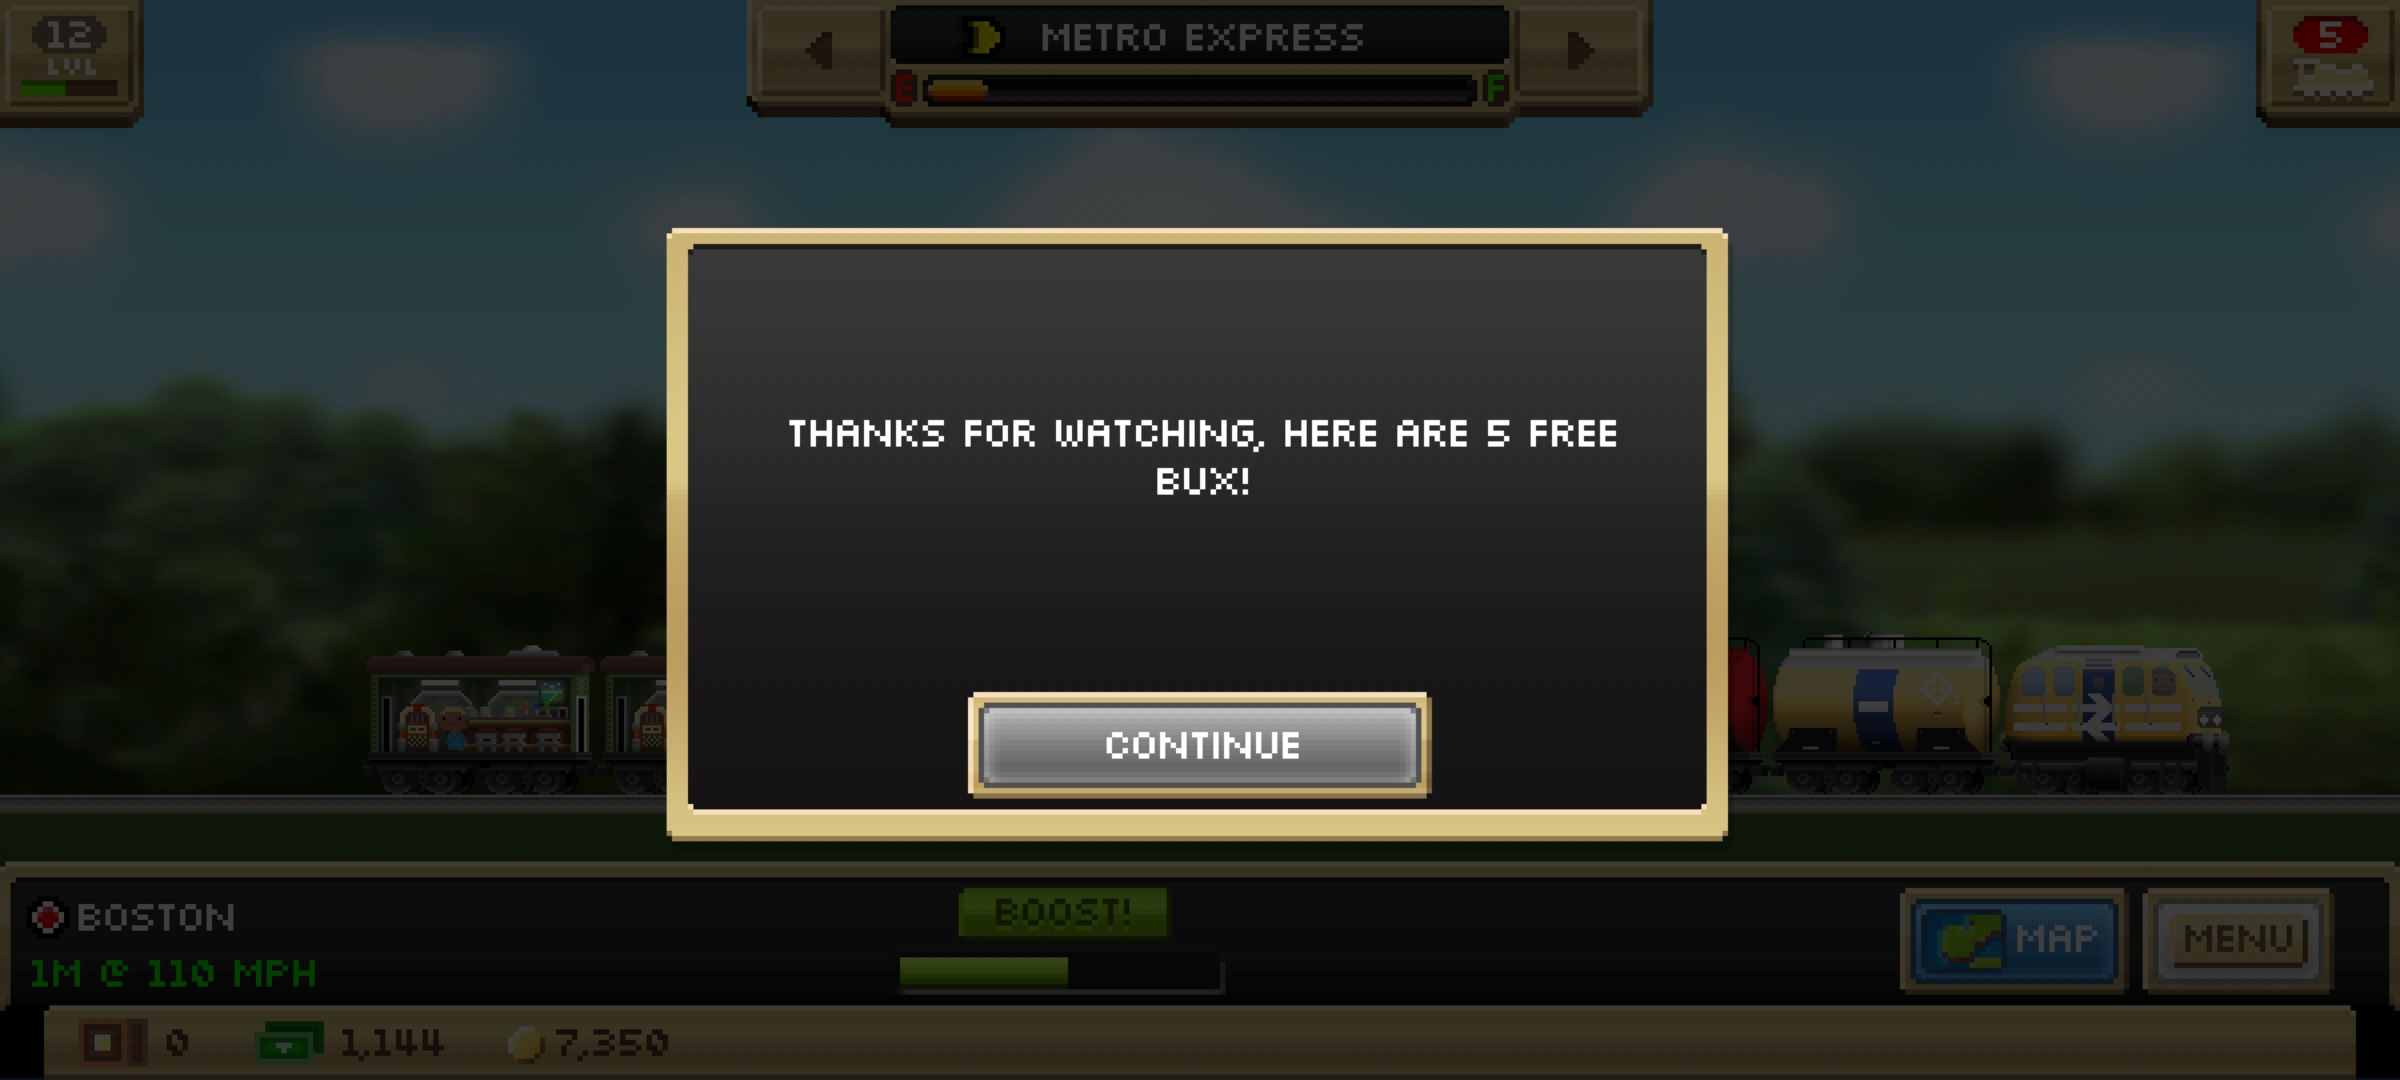 12
LVL
METRO EXPRESS
E F
5
THANKS FOR WATCHING, HERE ARE 5 FREE
BUX!
CONTINUE
BOSTON
1M @ 110 MPH
BOOST!
MAP
MENU
0
1,144
7,350